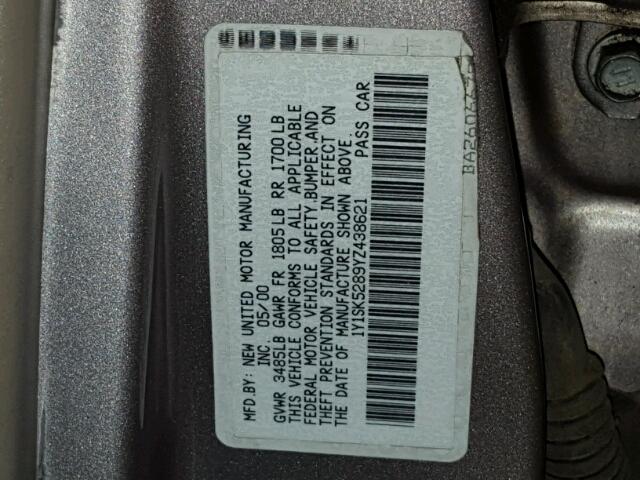 MFD.BY: NEW UNITED MOTOR MANUFACTURING
INC. 05/00
GVWR 3485LB GAWR FR 1805LB RR 1700LB
THIS VEHICLE CONFORMS TO ALL APPLICABLE
FEDERAL MOTOR VEHICLE SAFETY,BUMPER,AND
THEFT PREVENTION STANDARDS IN EFFECT ON
THE DATE OF MANUFACTURE SHOWN ABOVE.
1Y1SK5289YZ438621 PASS CAR